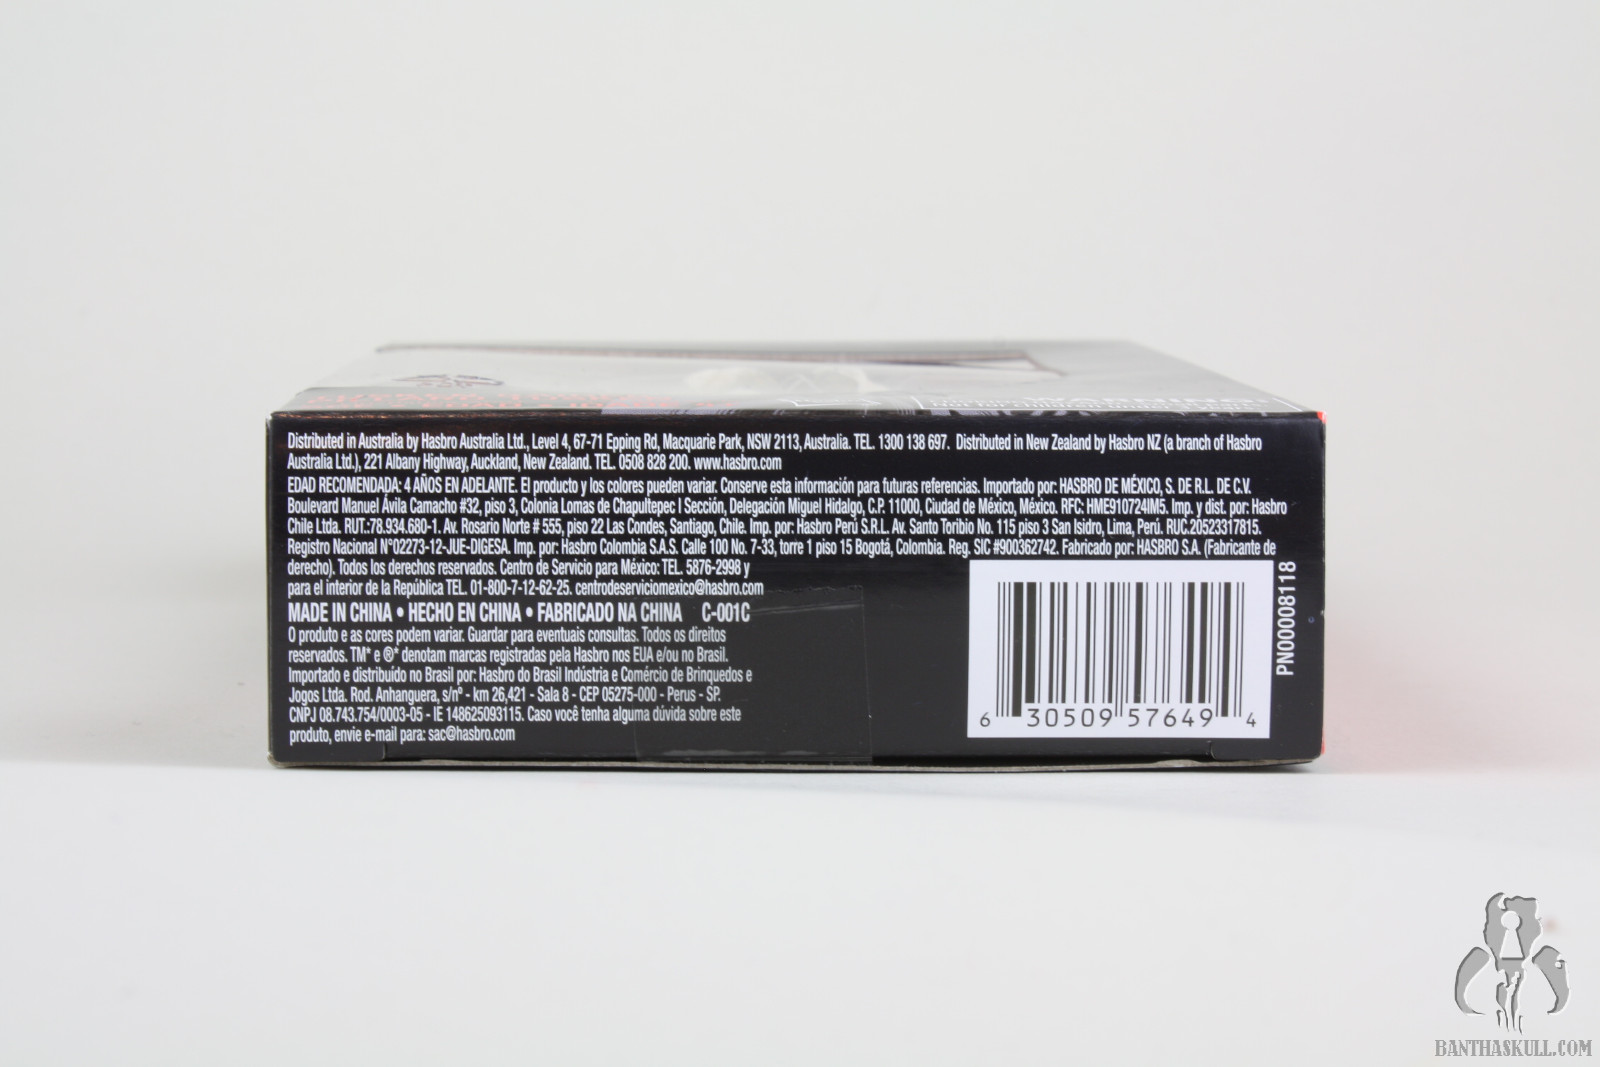 WARNING:
Distributed in Australia by Hasbro Australia Ltd., Level 4, 67-71 Epping Rd, Macquarie Park, NSW 2113, Australia. TEL. 1300 138 697. Distributed in New Zealand by Hasbro NZ (a branch of Hasbro
Australia Ltd.), 221 Albany Highway, Auckland, New Zealand. TEL. 0508 828 200. www.hasbro.com
EDAD RECOMENDADA: 4 AÑOS EN ADELANTE. El producto y los colores pueden variar. Conserve esta información para futuras referencias. Importado por: HASBRO DE MÉXICO, S. DE R.L. DE C.V.
Boulevard Manuel Ávila Camacho #32, piso 3, Colonia Lomas de Chapultepec I Sección, Delegación Miguel Hidalgo, C.P. 11000, Ciudad de México, México. RFC: HME910724IM5. Imp. y dist. por: Hasbro
Chile Ltda. RUT.:78.934.680-1. Av. Rosario Norte # 555, piso 22 Las Condes, Santiago, Chile. Imp. por: Hasbro Perú S.R.L. Av. Santo Toribio No. 115 piso 3 San Isidro, Lima, Perú. RUC.20523317815.
Registro Nacional N°02273-12-JUE-DIGESA. Imp. por: Hasbro Colombia S.A.S. Calle 100 No. 7-33, torre 1 piso 15 Bogotá, Colombia. Reg. SIC #900362742. Fabricado por: HASBRO S.A. (Fabricante de
derecho). Todos los derechos reservados. Centro de Servicio para México: TEL. 5876-2998 y
para el interior de la República TEL. 01-800-7-12-62-25. centrodeserviciomexico@hasbro.com
MADE IN CHINA • HECHO EN CHINA • FABRICADO NA CHINA C-001C
O produto e as cores podem variar. Guardar para eventuais consultas. Todos os direitos
reservados. TM* e ®* denotam marcas registradas pela Hasbro nos EUA e/ou no Brasil.
Importado e distribuído no Brasil por: Hasbro do Brasil Indústria e Comércio de Brinquedos e
Jogos Ltda. Rod. Anhanguera, s/nº - km 26,421 - Sala 8 - CEP 05275-000 - Perus - SP.
CNPJ 08.743.754/0003-05 - IE 148625093115. Caso você tenha alguma dúvida sobre este
produto, envie e-mail para: sac@hasbro.com
6 30509 57649 4
PN00008118
BANTHASKULL.COM